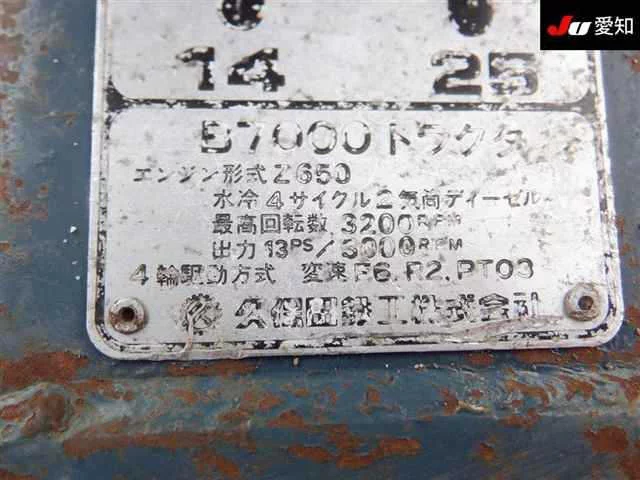 JU 愛知
14 25
B7000トラクタ
エンジン形式Z650
水冷4サイクル2気筒ディーゼル
最高回転数 3200RPM
出力13PS/3000RPM
4輪駆動方式 変速F6.R2.PTO3
久保田鉄工株式会社